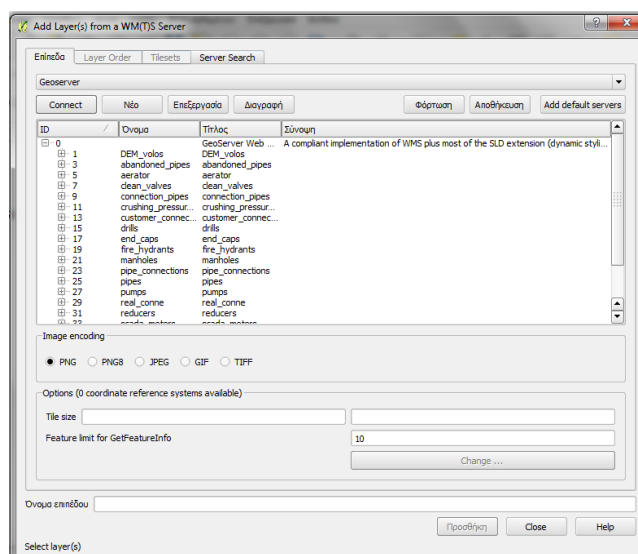 Add Layer(s) from a WM(T)S Server
Επίπεδα Layer Order Tilesets Server Search
Geoserver
Connect Νέο Επεξεργασία Διαγραφή Φόρτωση Αποθήκευση Add default servers
ID Όνομα Τίτλος Σύνοψη
0 GeoServer Web ... A compliant implementation of WMS plus most of the SLD extension (dynamic styli...
1 DEM_volos DEM_volos
3 abandoned_pipes abandoned_pipes
5 aerator aerator
7 clean_valves clean_valves
9 connection_pipes connection_pipes
11 crushing_pressur... crushing_pressur...
13 customer_connec... customer_connec...
15 drills drills
17 end_caps end_caps
19 fire_hydrants fire_hydrants
21 manholes manholes
23 pipe_connections pipe_connections
25 pipes pipes
27 pumps pumps
29 real_conne real_conne
31 reducers reducers
Image encoding
PNG PNG8 JPEG GIF TIFF
Options (0 coordinate reference systems available)
Tile size
Feature limit for GetFeatureInfo 10
Change ...
Όνομα επιπέδου
Προσθήκη Close Help
Select layer(s)